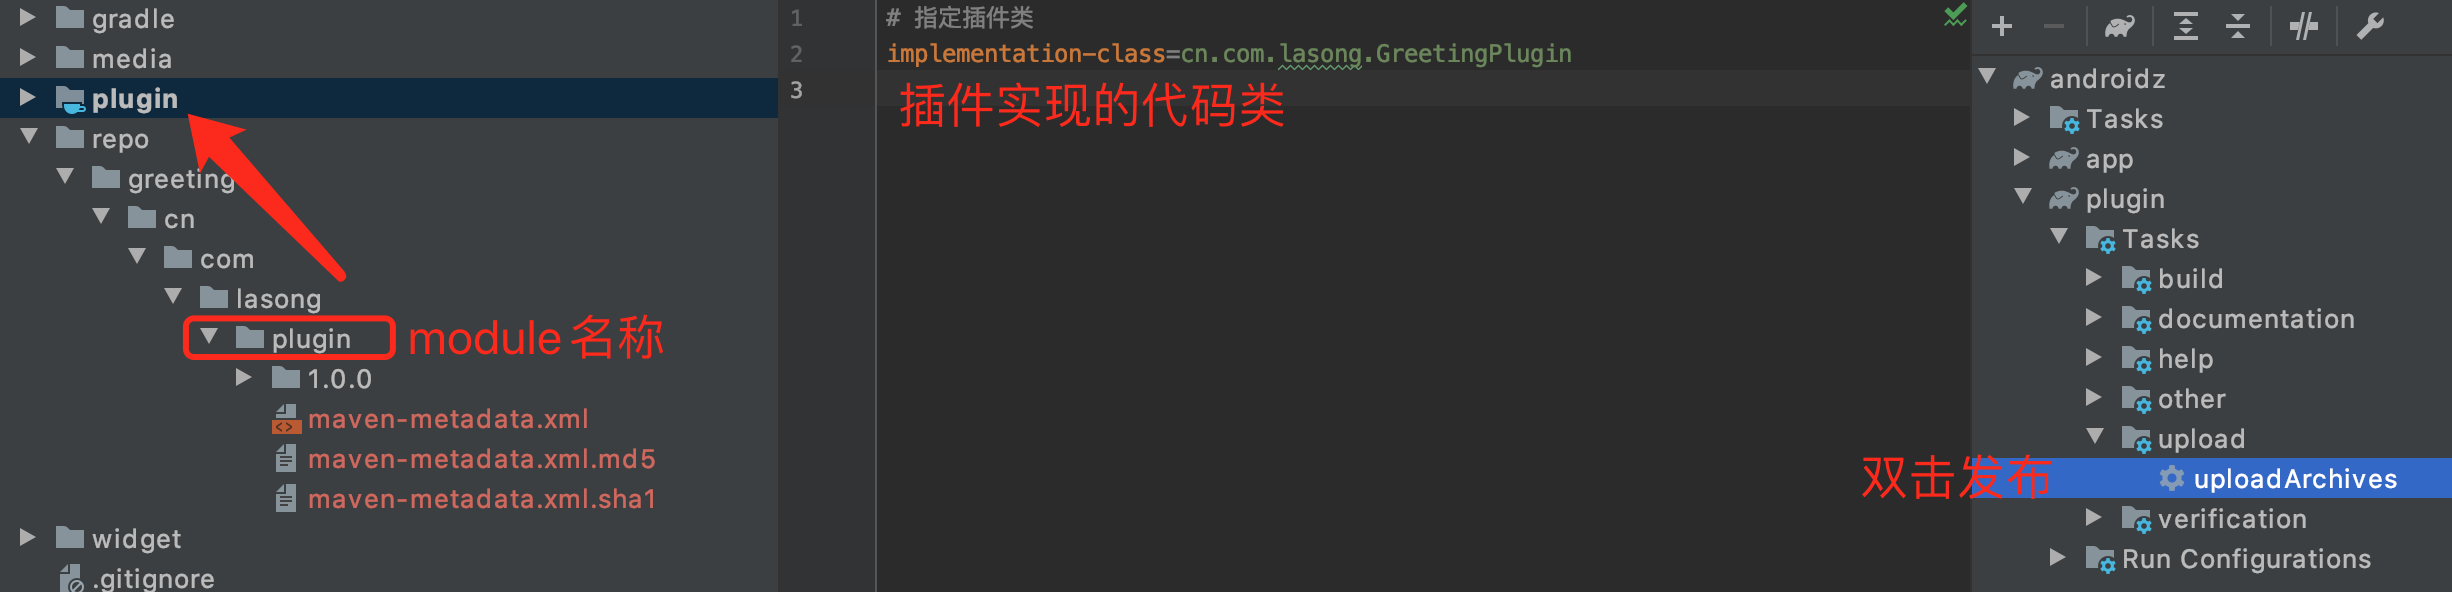 gradle
media
plugin
repo
greeting
cn
com
lasong
plugin
module 名称
1.0.0
maven-metadata.xml
maven-metadata.xml.md5
maven-metadata.xml.sha1
widget
.gitignore
1 # 指定插件类
2 implementation-class=cn.com.lasong.GreetingPlugin
3
插件实现的代码类
androidz
Tasks
app
plugin
Tasks
build
documentation
help
other
upload
双击发布
uploadArchives
verification
Run Configurations